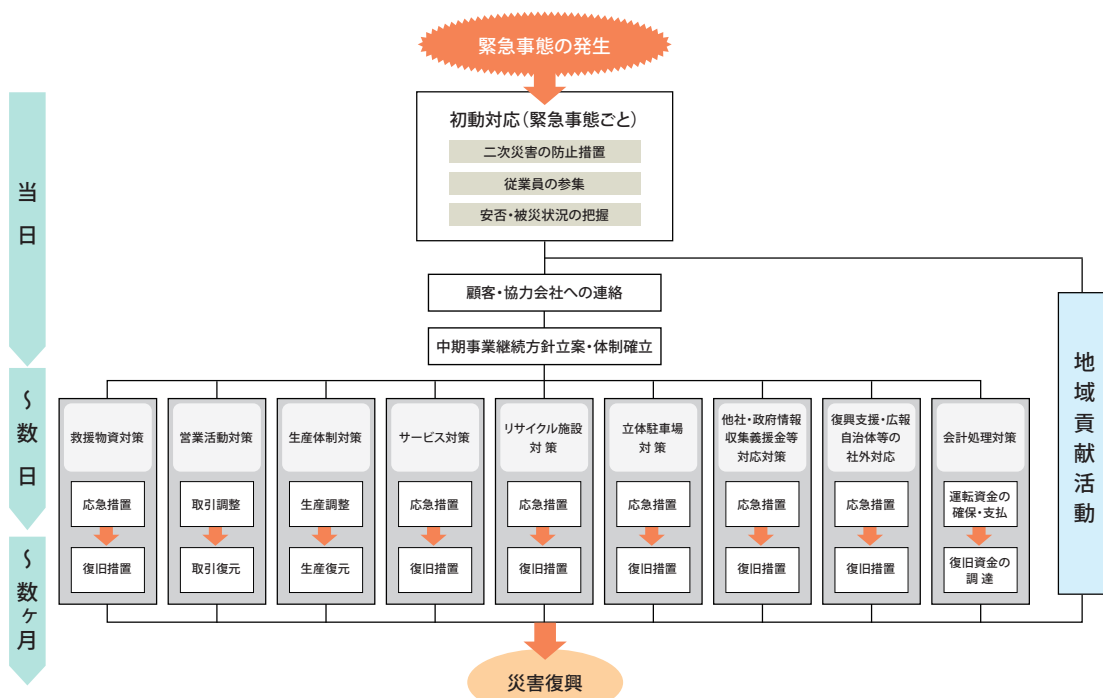 緊急事態の発生
初動対応（緊急事態ごと）
二次災害の防止措置
従業員の参集
安否・被災状況の把握
当日
顧客・協力会社への連絡
中期事業継続方針立案・体制確立
地域貢献活動
～数日
救援物資対策
営業活動対策
生産体制対策
サービス対策
リサイクル施設
対 策
立体駐車場
対 策
他社・政府情報
収集義援金等
対応対策
復興支援・広報
自治体等の
社外対応
会計処理対策
応急措置
取引調整
生産調整
応急措置
応急措置
応急措置
応急措置
応急措置
運転資金の
確保・支払
～数ヶ月
復旧措置
取引復元
生産復元
復旧措置
復旧措置
復旧措置
復旧措置
復旧措置
復旧資金の
調 達
災害復興